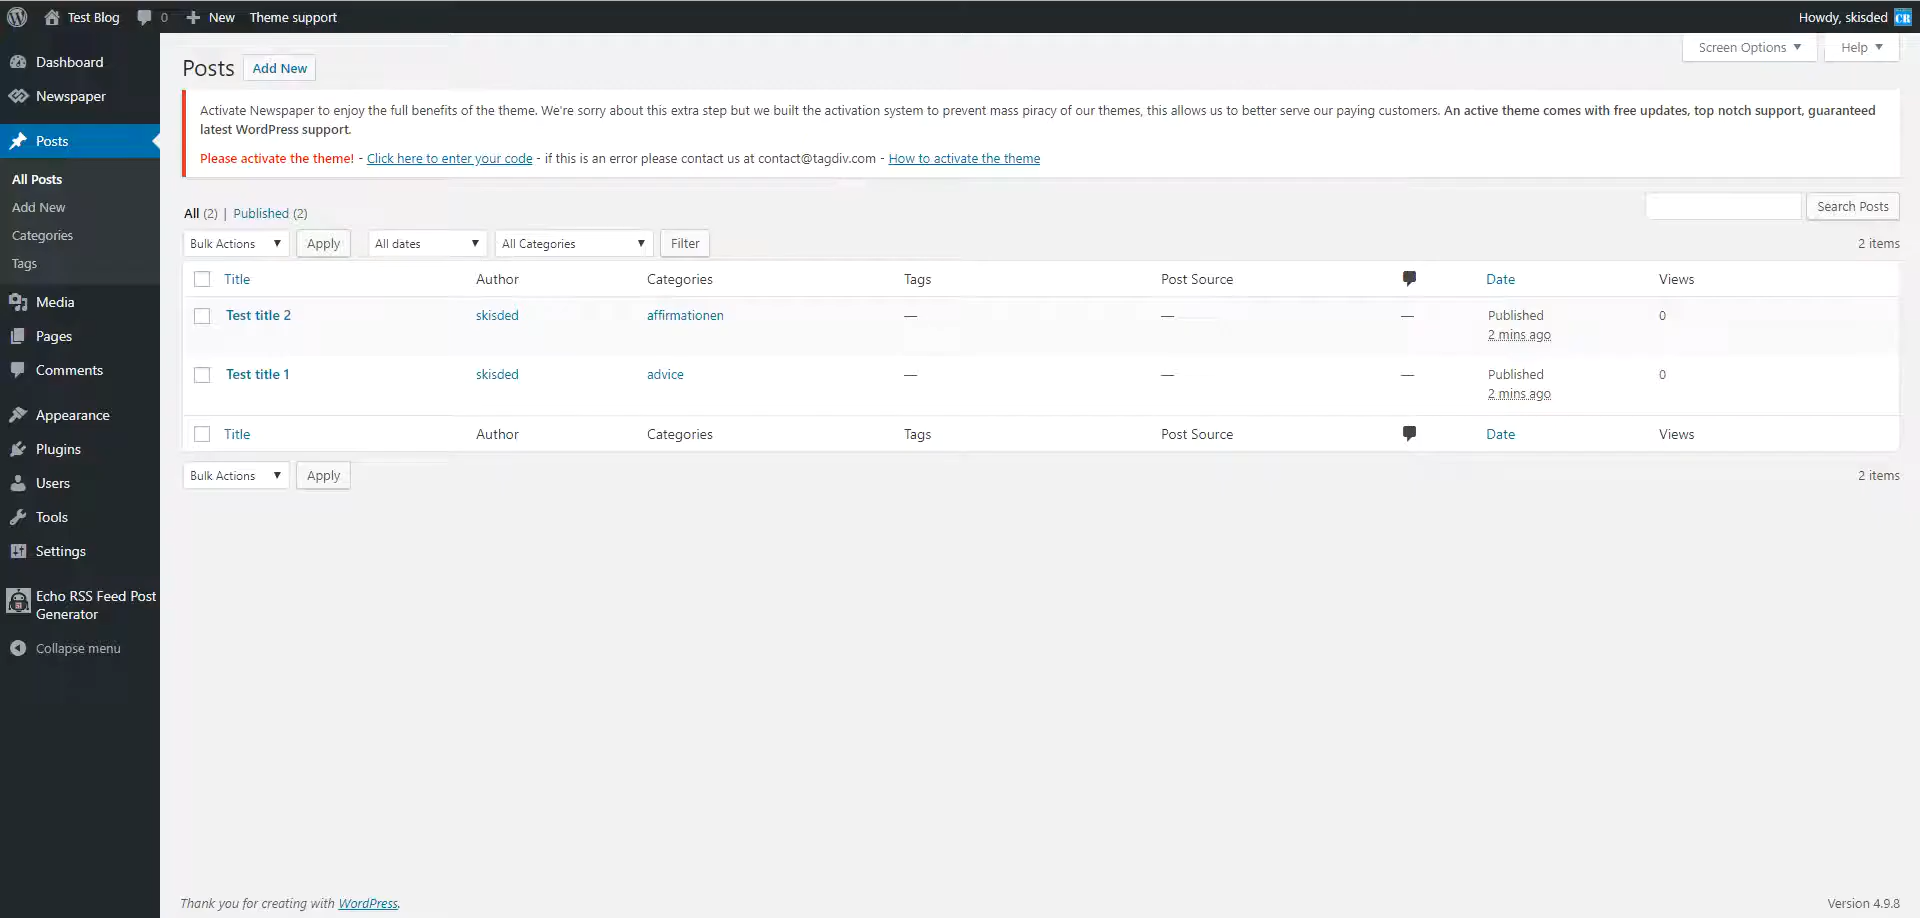 Test Blog 0 New Theme support Howdy, skisded CR
Screen Options Help
Dashboard
Newspaper
Posts
All Posts
Add New
Categories
Tags
Media
Pages
Comments
Appearance
Plugins
Users
Tools
Settings
Echo RSS Feed Post
Generator
Collapse menu
Posts Add New
Activate Newspaper to enjoy the full benefits of the theme. We're sorry about this extra step but we built the activation system to prevent mass piracy of our themes, this allows us to better serve our paying customers. An active theme comes with free updates, top notch support, guaranteed
latest WordPress support.
Please activate the theme! - Click here to enter your code - if this is an error please contact us at contact@tagdiv.com - How to activate the theme
All (2) | Published (2)
Search Posts
Bulk Actions Apply All dates All Categories Filter 2 items
Title Author Categories Tags Post Source Date Views
Test title 2 skisded affirmationen — — — Published 0
2 mins ago
Test title 1 skisded advice — — — Published 0
2 mins ago
Title Author Categories Tags Post Source Date Views
Bulk Actions Apply 2 items
Thank you for creating with WordPress. Version 4.9.8